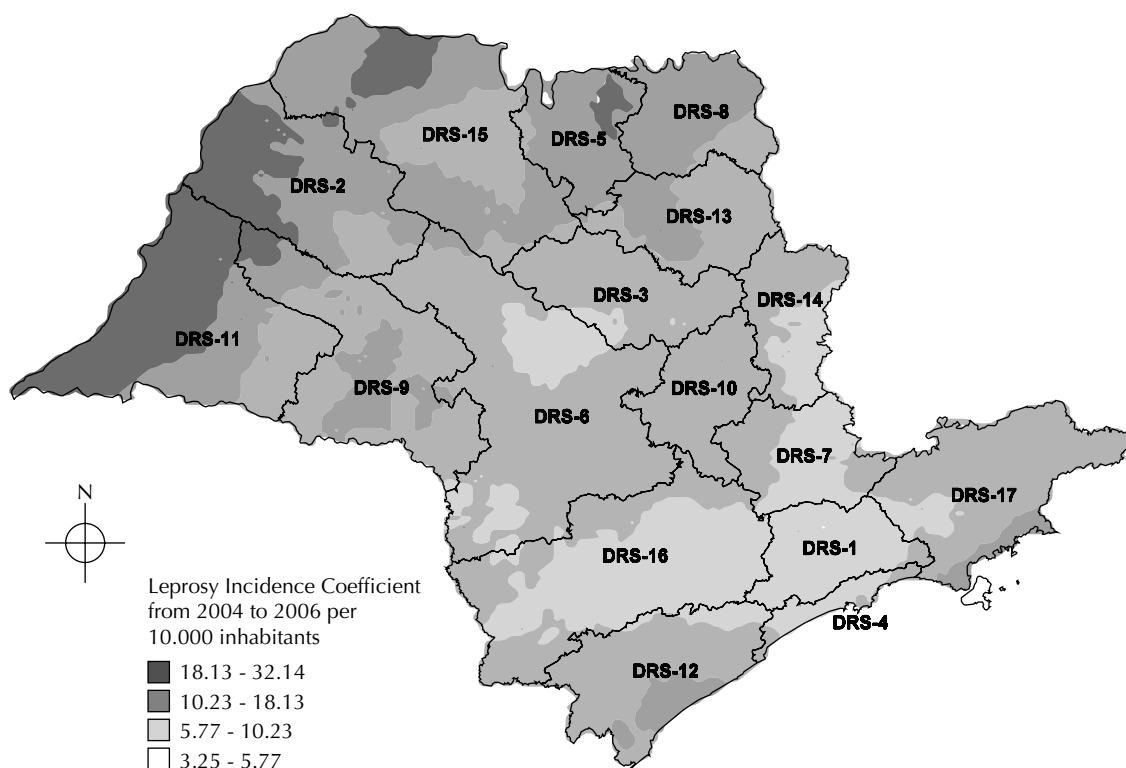 DRS-8
DRS-15
DRS-5
DRS-2
DRS-13
DRS-3
DRS-14
DRS-11
DRS-9
DRS-10
DRS-6
DRS-7
DRS-17
N
DRS-16
DRS-1
Leprosy Incidence Coefficient
from 2004 to 2006 per
10.000 inhabitants
DRS-4
DRS-12
18.13 - 32.14
10.23 - 18.13
5.77 - 10.23
3.25 - 5.77